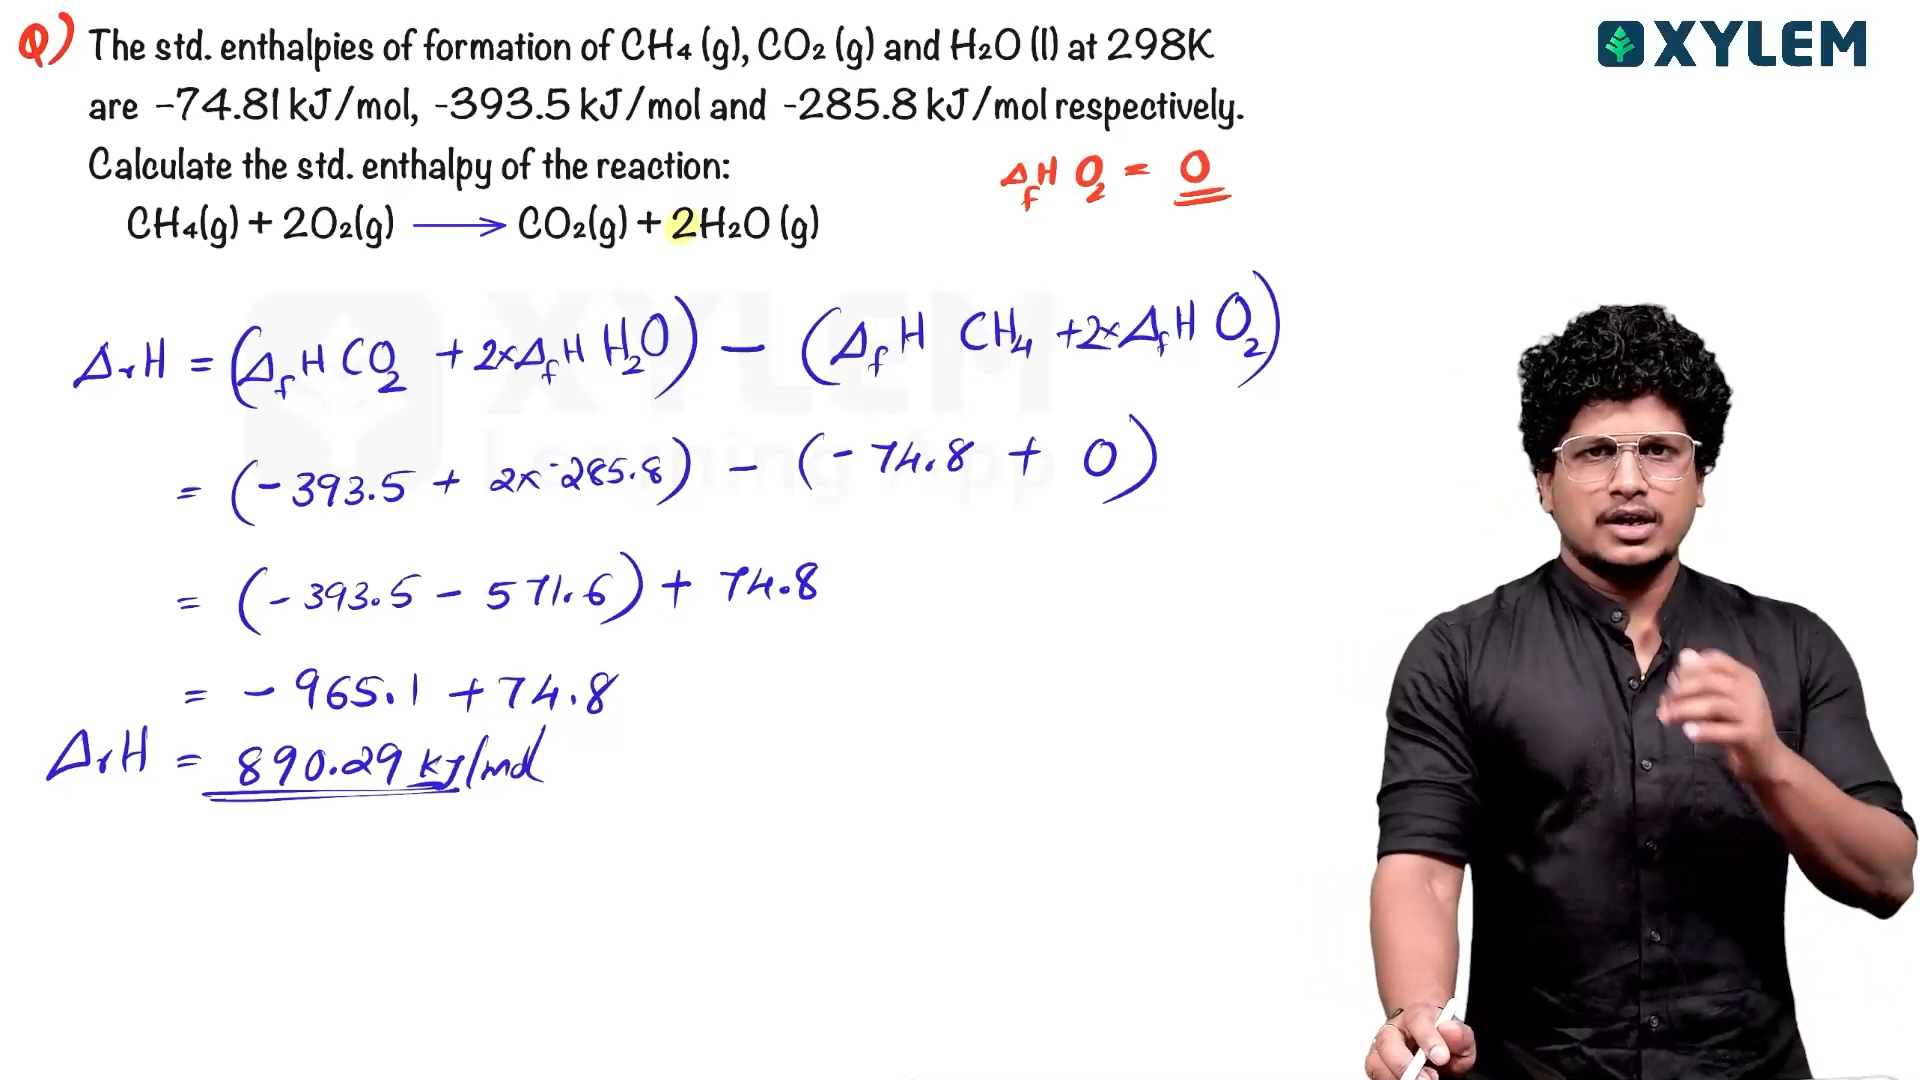 Q) The std. enthalpies of formation of CH₄ (g), CO₂ (g) and H₂O (l) at 298K
are -74.81 kJ/mol, -393.5 kJ/mol and -285.8 kJ/mol respectively.
Calculate the std. enthalpy of the reaction:
CH₄(g) + 2O₂(g) ⟶ CO₂(g) + 2H₂O (g)
XYLEM
ΔfH O₂ = 0
ΔrH = (ΔfH CO₂ + 2×ΔfH H₂O) - (ΔfH CH₄ + 2×ΔfH O₂)
= (-393.5 + 2×-285.8) - (-74.8 + 0)
= (-393.5 - 571.6) + 74.8
= -965.1 + 74.8
ΔrH = 890.29 kJ/mol
XYLEM
Learning App